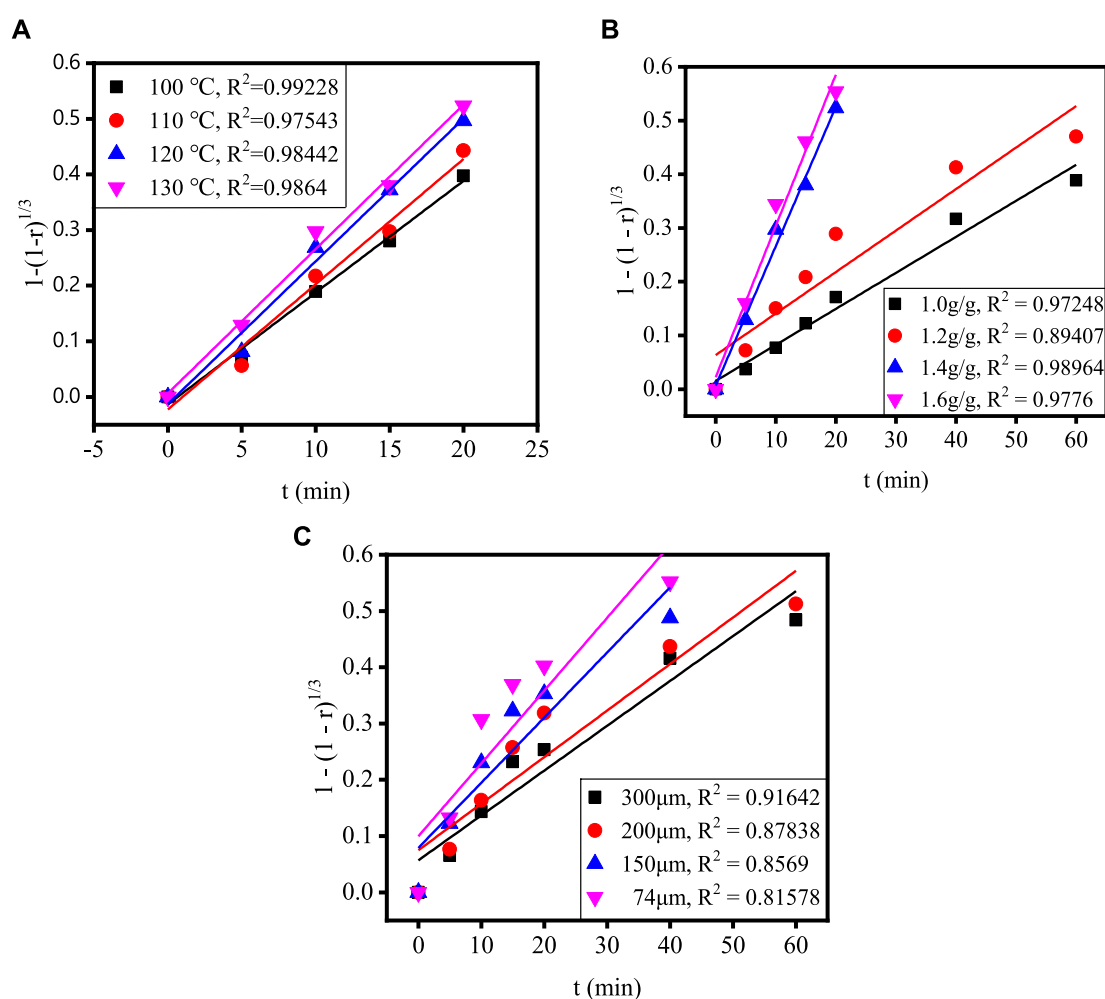 A
0.6
0.5
0.4
0.3
0.2
0.1
0.0
-5
0
5
10
15
20
25
1-(1-r)^{1/3}
t (min)
100 °C, R²=0.99228
110 °C, R²=0.97543
120 °C, R²=0.98442
130 °C, R²=0.9864
B
0.6
0.5
0.4
0.3
0.2
0.1
0.0
0
10
20
30
40
50
60
1 - (1 - r)^{1/3}
t (min)
1.0g/g, R² = 0.97248
1.2g/g, R² = 0.89407
1.4g/g, R² = 0.98964
1.6g/g, R² = 0.9776
C
0.6
0.5
0.4
0.3
0.2
0.1
0.0
0
10
20
30
40
50
60
1 - (1 - r)^{1/3}
t (min)
300μm, R² = 0.91642
200μm, R² = 0.87838
150μm, R² = 0.8569
74μm, R² = 0.81578